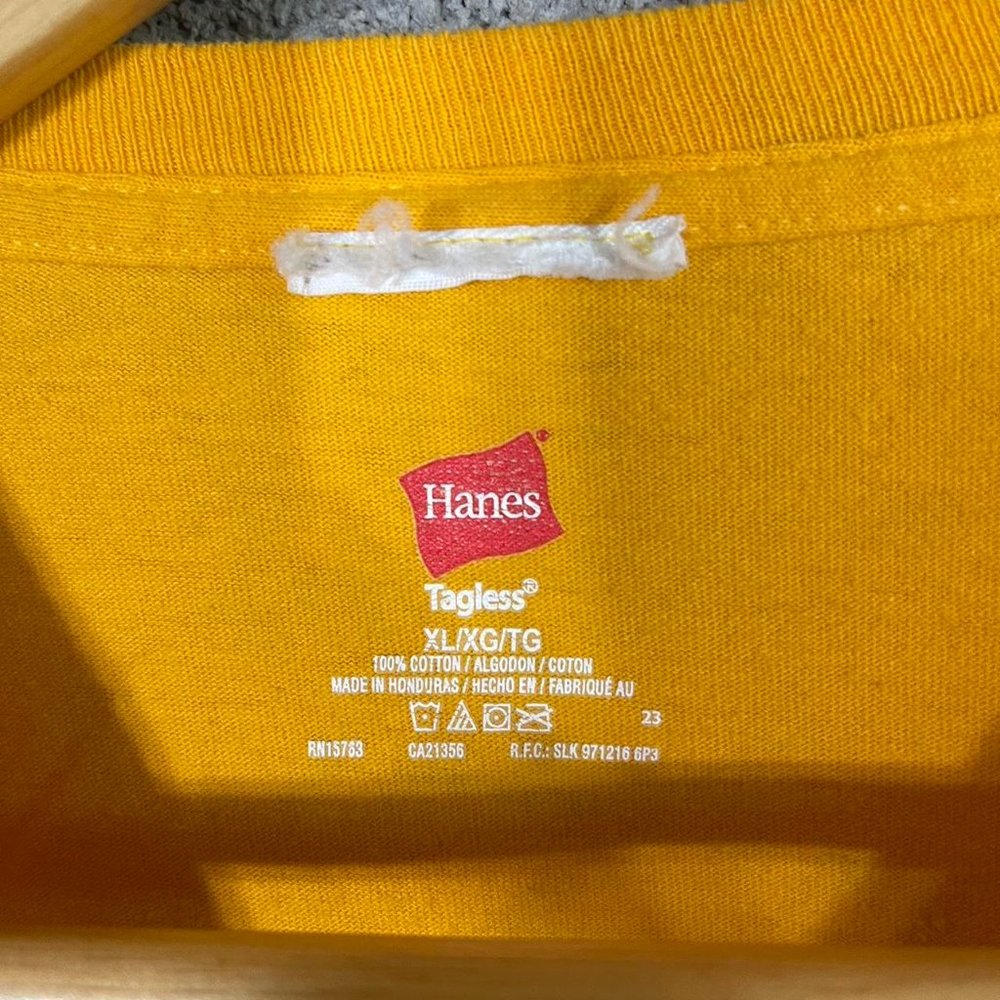 Hanes
Tagless®
XL/XG/TG
100% COTTON / ALGODON / COTON
MADE IN HONDURAS / HECHO EN / FABRIQUÉ AU
23
RN15763 CA21356 R.F.C.: SLK 971216 6P3